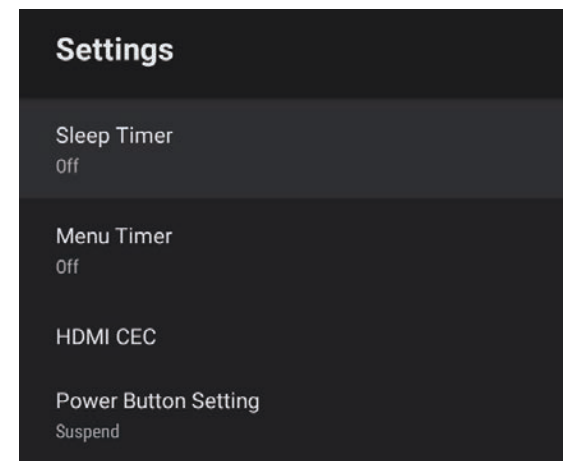 Settings
Sleep Timer
Off
Menu Timer
Off
HDMI CEC
Power Button Setting
Suspend